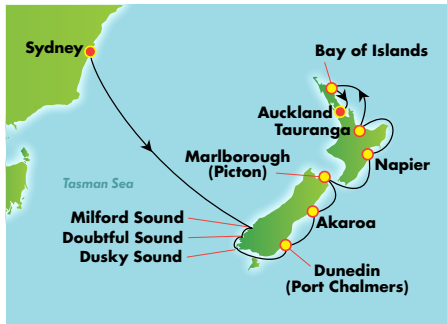 Sydney
Bay of Islands
Auckland
Tauranga
Marlborough
(Picton)
Napier
Tasman Sea
Milford Sound
Doubtful Sound
Dusky Sound
Akaroa
Dunedin
(Port Chalmers)